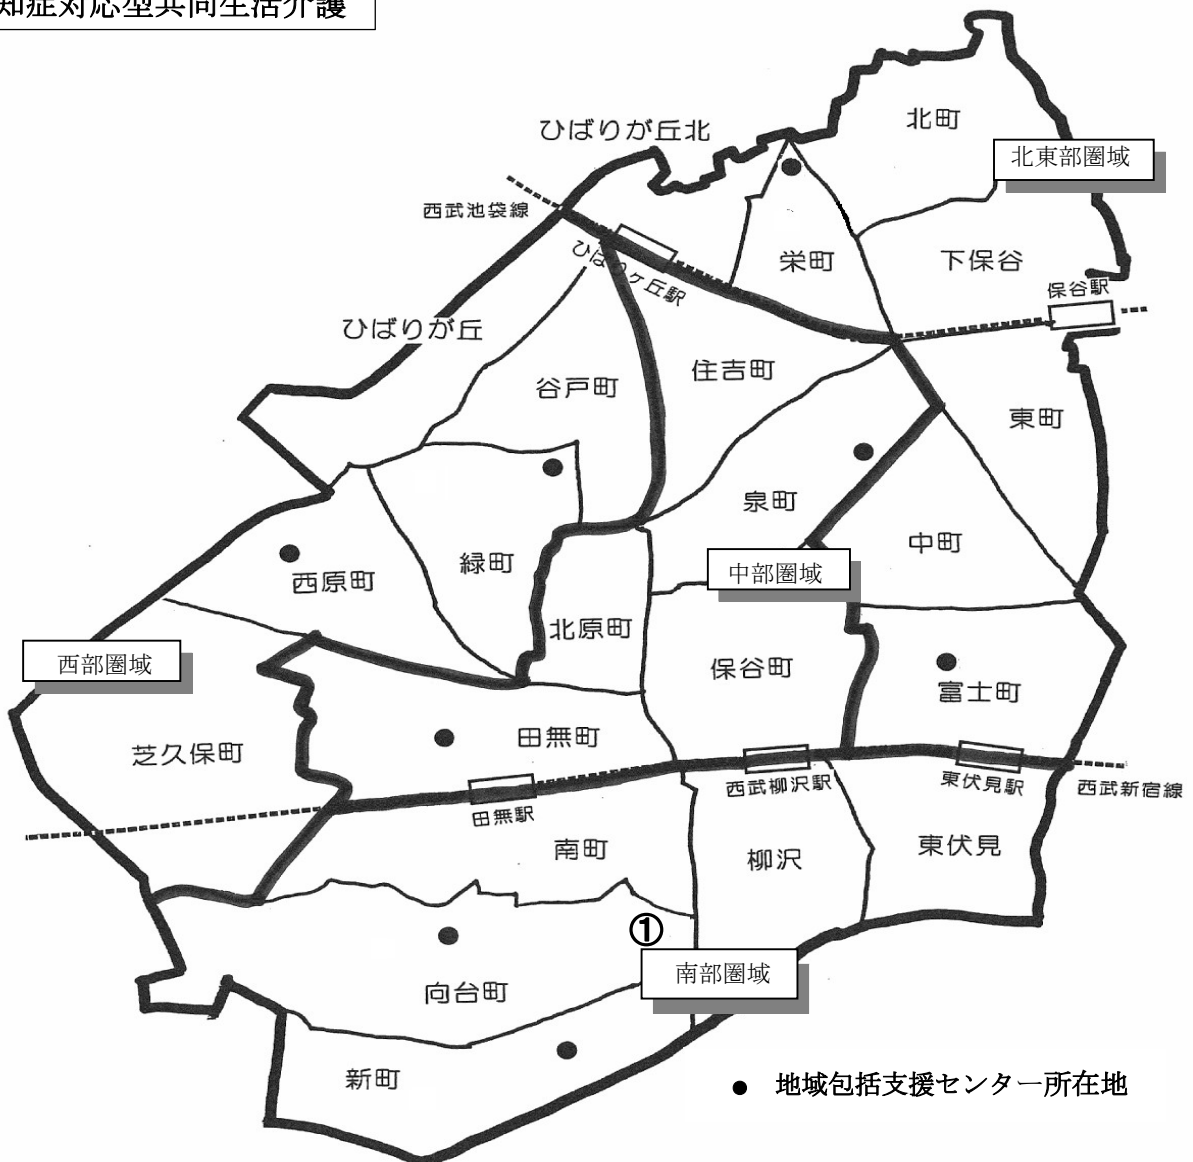 知症対応型共同生活介護
北町
ひばりが丘北
北東部圏域
西武池袋線
ひばりヶ丘駅
栄町
下保谷
保谷駅
ひばりが丘
住吉町
谷戸町
東町
泉町
中町
緑町
西原町
中部圏域
北原町
西部圏域
保谷町
富士町
田無町
芝久保町
西武柳沢駅
東伏見駅
西武新宿線
田無駅
南町
柳沢
東伏見
①
南部圏域
向台町
新町
● 地域包括支援センター所在地